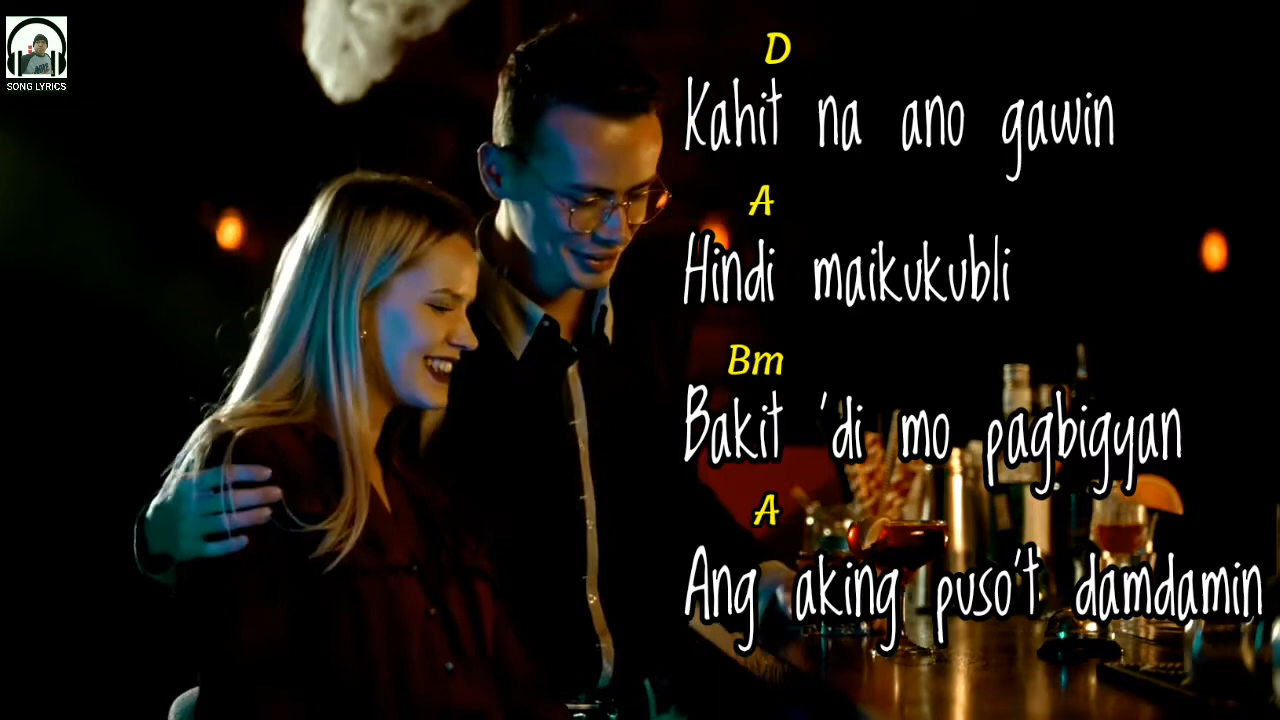 SONG LYRICS
D
Kahit na ano gawin
A
Hindi maikukubli
Bm
Bakit 'di mo pagbigyan
A
Ang aking puso't damdamin